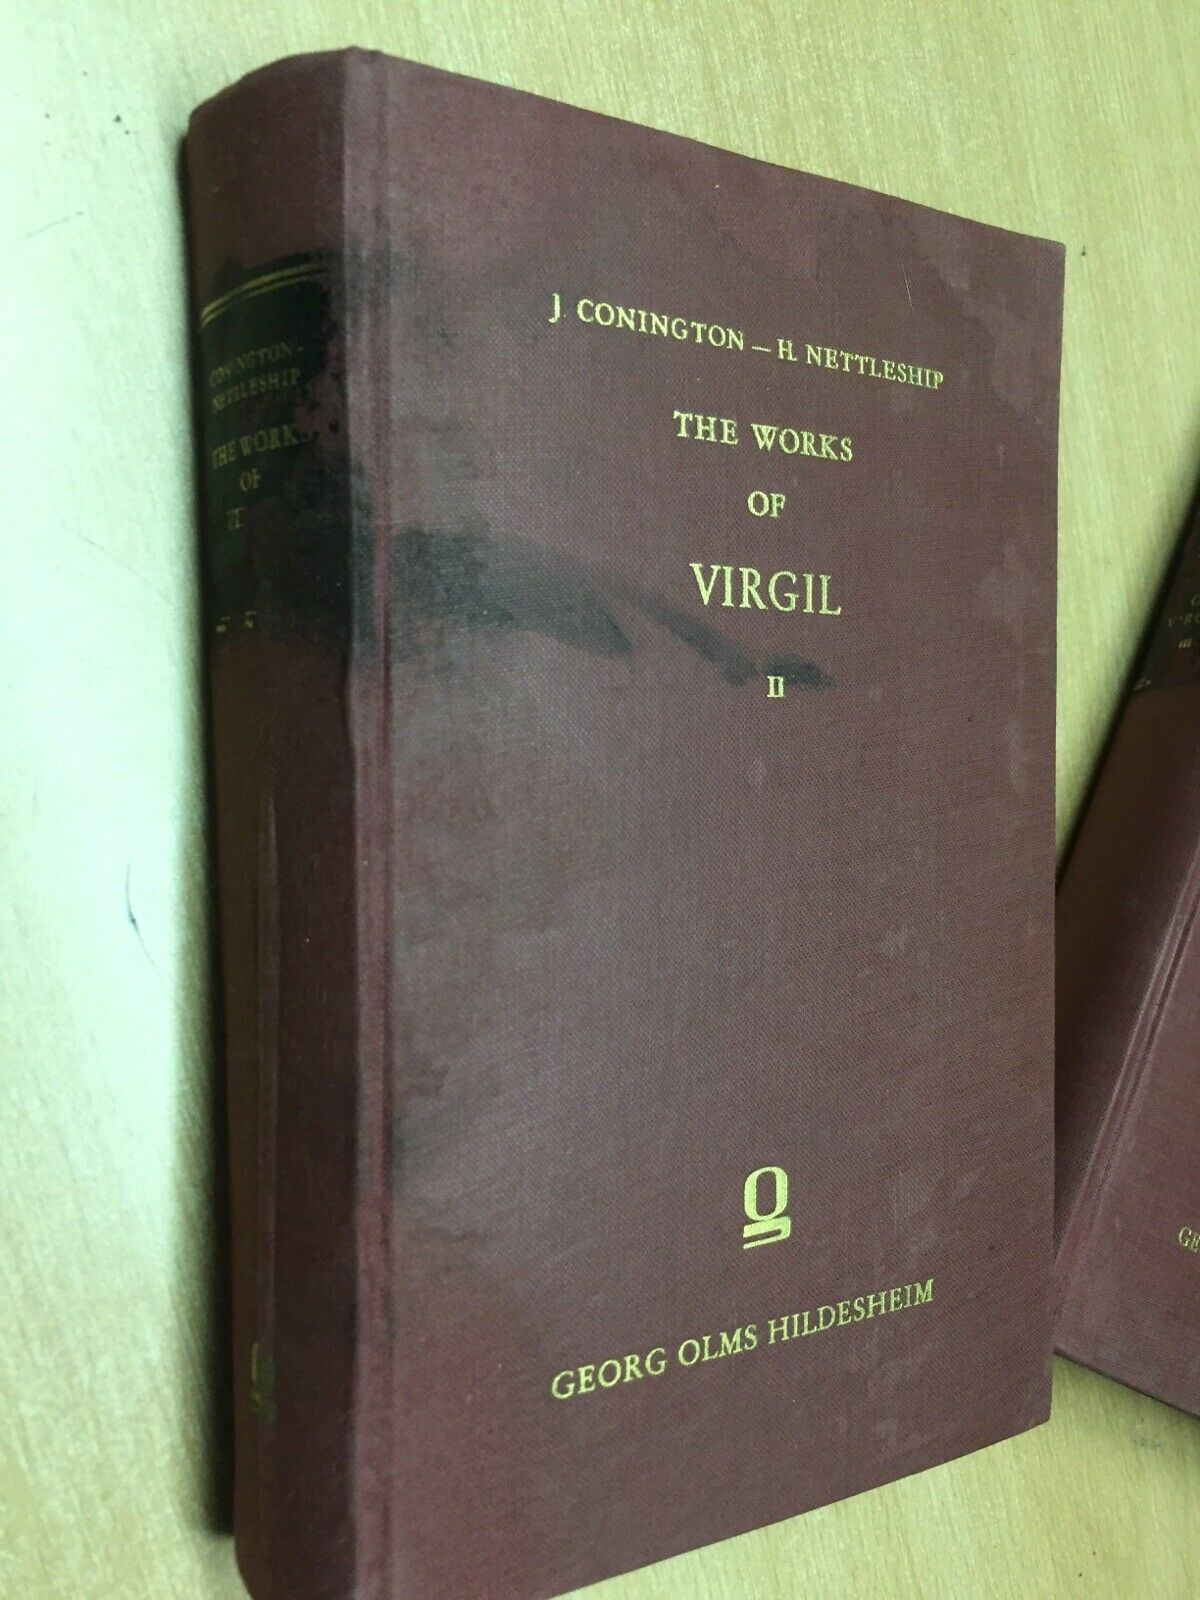 J. CONINGTON – H. NETTLESHIP
THE WORKS
OF
VIRGIL
II
GEORG OLMS HILDESHEIM
CONINGTON-
NETTLESHIP
THE WORKS
OF